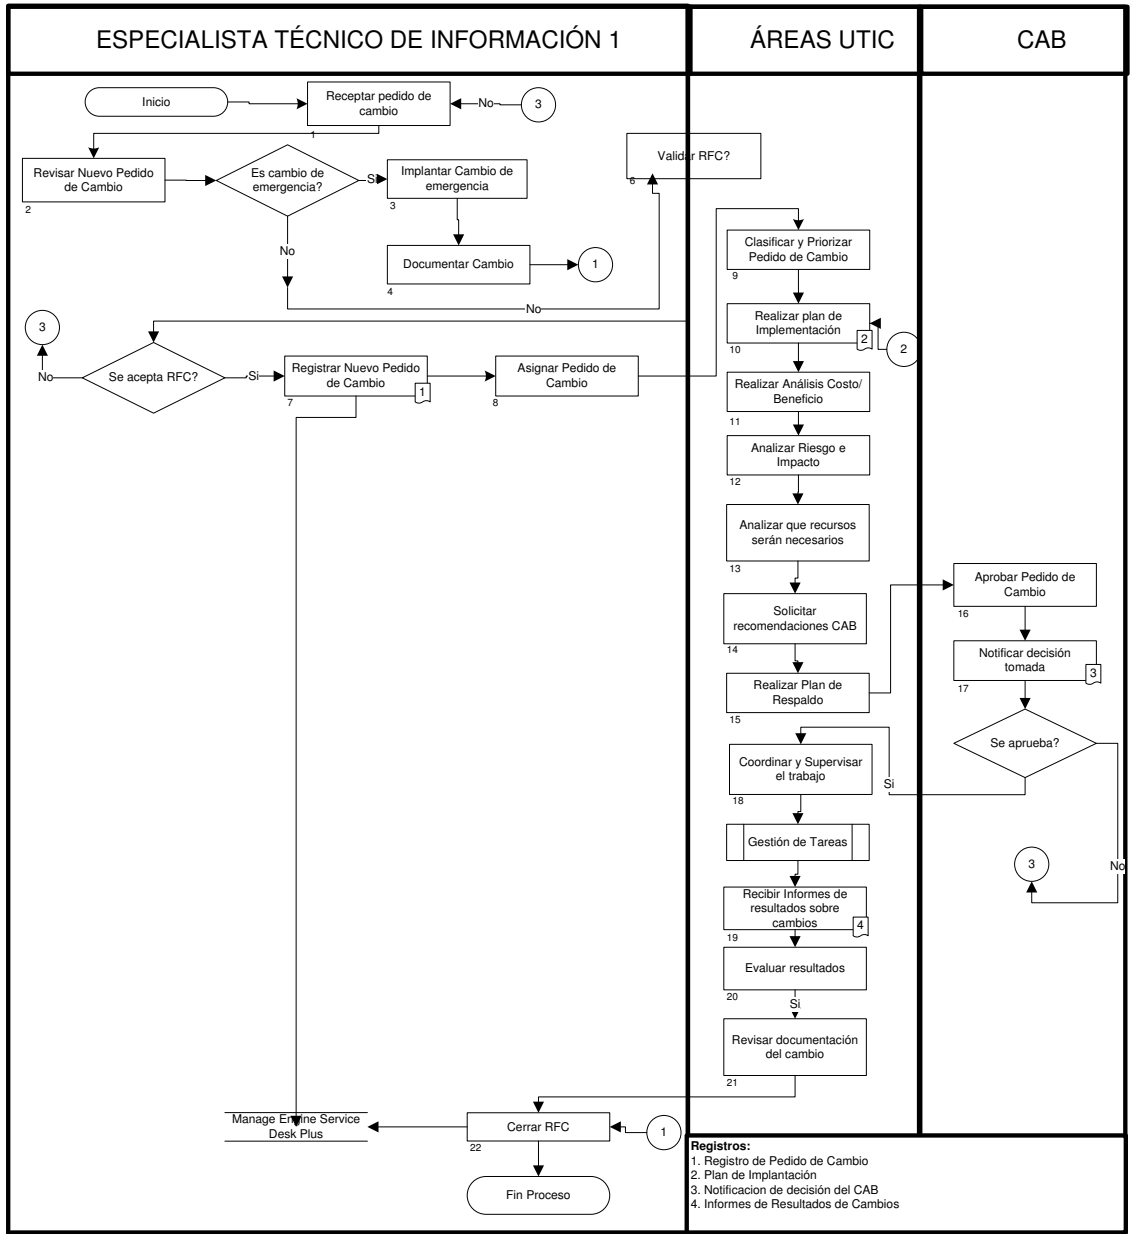 ESPECIALISTA TÉCNICO DE INFORMACIÓN 1
ÁREAS UTIC
CAB
Inicio
Receptar pedido de
cambio
1
No
3
Revisar Nuevo Pedido
de Cambio
2
Es cambio de
emergencia?
Si
Implantar Cambio de
emergencia
3
Validar RFC?
6
No
Documentar Cambio
4
1
No
3
No
Se acepta RFC?
Si
Registrar Nuevo Pedido
de Cambio
1
7
Asignar Pedido de
Cambio
8
Clasificar y Priorizar
Pedido de Cambio
9
Realizar plan de
Implementación
2
10
2
Realizar Análisis Costo/
Beneficio
11
Analizar Riesgo e
Impacto
12
Analizar que recursos
serán necesarios
13
Solicitar
recomendaciones CAB
14
Realizar Plan de
Respaldo
15
Aprobar Pedido de
Cambio
16
Notificar decisión
tomada
3
17
Se aprueba?
Si
No
3
Coordinar y Supervisar
el trabajo
18
Gestión de Tareas
Recibir Informes de
resultados sobre
cambios
4
19
Evaluar resultados
20
Si
Revisar documentación
del cambio
21
Manage Engine Service
Desk Plus
Cerrar RFC
22
1
Fin Proceso
Registros:
1. Registro de Pedido de Cambio
2. Plan de Implantación
3. Notificacion de decisión del CAB
4. Informes de Resultados de Cambios